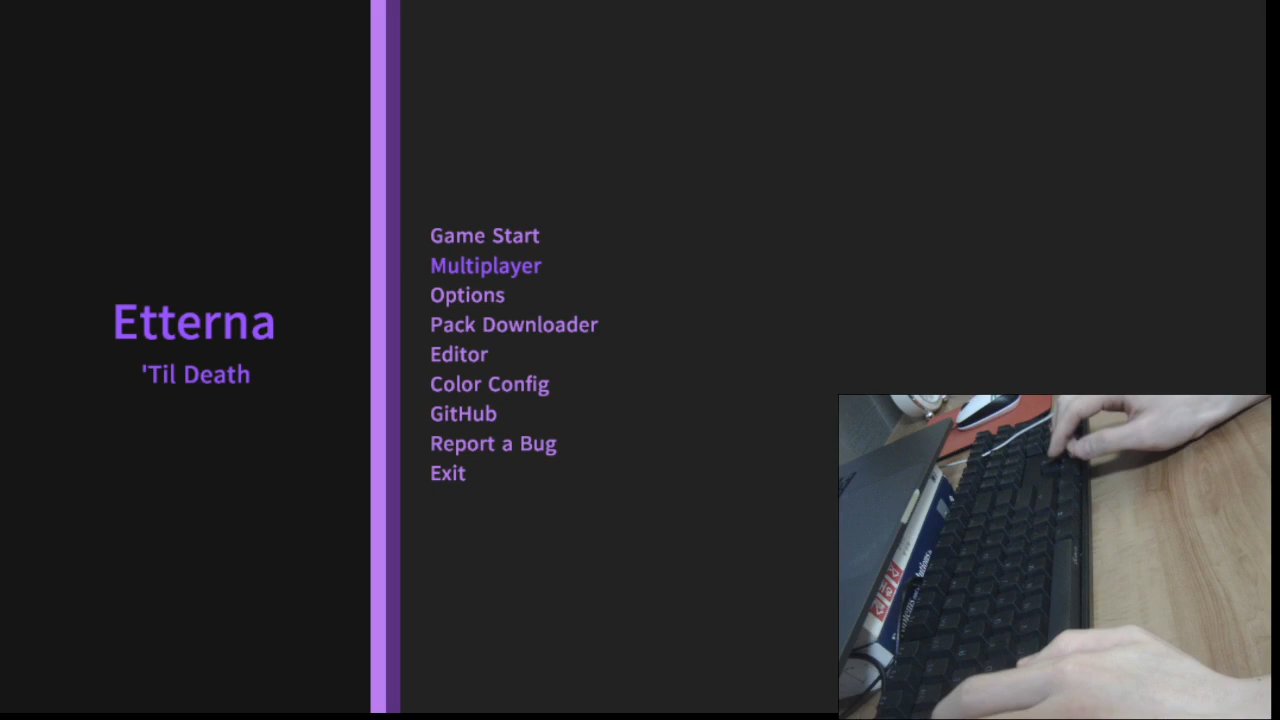 Etterna
'Til Death
Game Start
Multiplayer
Options
Pack Downloader
Editor
Color Config
GitHub
Report a Bug
Exit